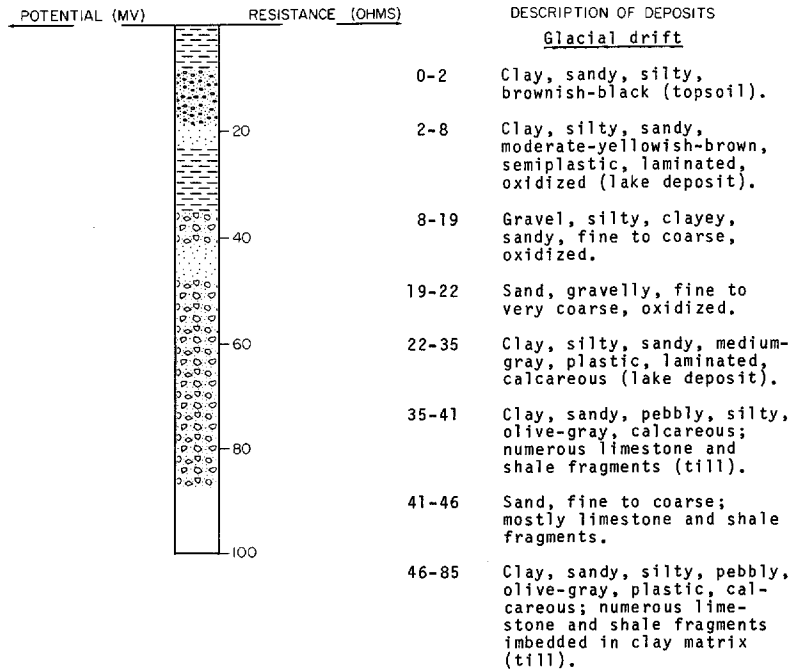 POTENTIAL (MV)
RESISTANCE (OHMS)
DESCRIPTION OF DEPOSITS
Glacial drift
0-2 Clay, sandy, silty,
brownish-black (topsoil).
20
2-8 Clay, silty, sandy,
moderate-yellowish-brown,
semiplastic, laminated,
oxidized (lake deposit).
40
8-19 Gravel, silty, clayey,
sandy, fine to coarse,
oxidized.
19-22 Sand, gravelly, fine to
very coarse, oxidized.
60
22-35 Clay, silty, sandy, medium-
gray, plastic, laminated,
calcareous (lake deposit).
35-41 Clay, sandy, pebbly, silty,
olive-gray, calcareous;
numerous limestone and
shale fragments (till).
80
41-46 Sand, fine to coarse;
mostly limestone and shale
fragments.
100
46-85 Clay, sandy, silty, pebbly,
olive-gray, plastic, cal-
careous; numerous lime-
stone and shale fragments
imbedded in clay matrix
(till).